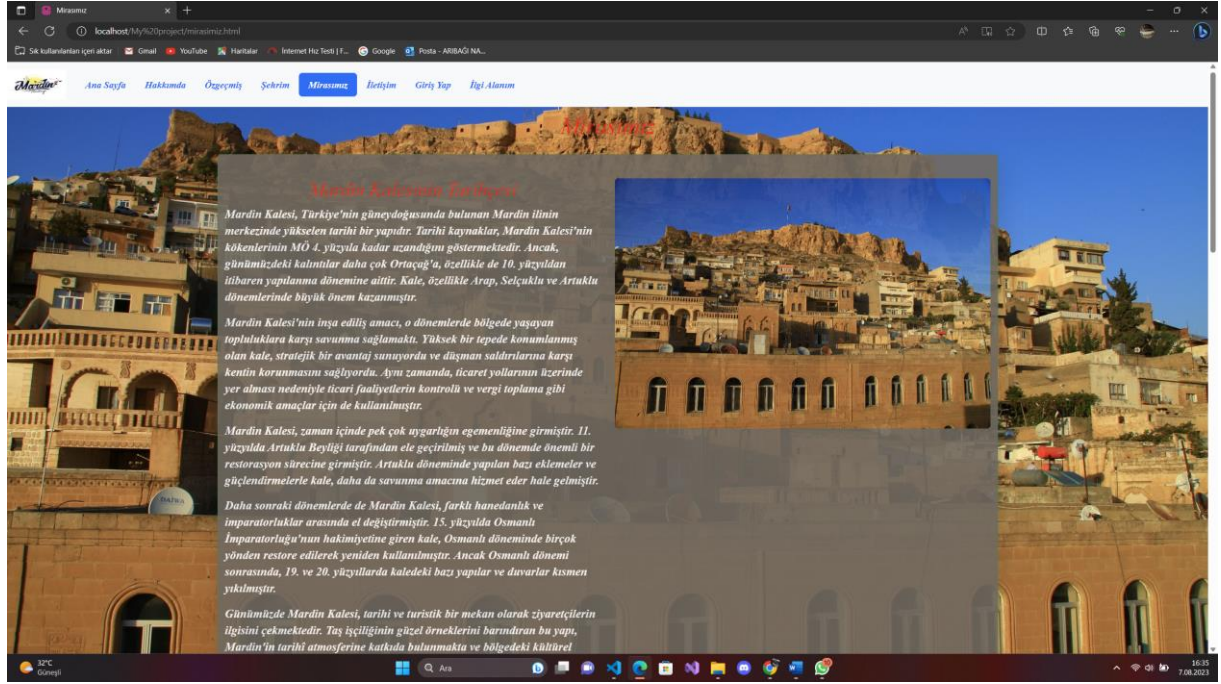 Mirasımız
localhost/My%20project/mirasimiz.html
Sık kullanılanları içeri aktar Gmail YouTube Haritalar İnternet Hız Testi | F... Google Posta - ARIBAĞİ NA...
Mardin Ana Sayfa Hakkımda Özgeçmiş Şehrim Mirasımız İletişim Giriş Yap İlgi Alanım
Mirasımız
Mardin Kalesinin Tarihçesi
Mardin Kalesi, Türkiye'nin güneydoğusunda bulunan Mardin ilinin
merkezinde yükselen tarihi bir yapıdır. Tarihi kaynaklar, Mardin Kalesi'nin
kökenlerinin MÖ 4. yüzyıla kadar uzandığını göstermektedir. Ancak,
günümüzdeki kalıntılar daha çok Ortaçağ'a, özellikle de 10. yüzyıldan
itibaren yapılanma dönemine aittir. Kale, özellikle Arap, Selçuklu ve Artuklu
dönemlerinde büyük önem kazanmıştır.
Mardin Kalesi'nin inşa ediliş amacı, o dönemlerde bölgede yaşayan
topluluklara karşı savunma sağlamaktı. Yüksek bir tepede konumlanmış
olan kale, stratejik bir avantaj sunuyordu ve düşman saldırılarına karşı
kentin korunmasını sağlıyordu. Aynı zamanda, ticaret yollarının üzerinde
yer alması nedeniyle ticari faaliyetlerin kontrolü ve vergi toplama gibi
ekonomik amaçlar için de kullanılmıştır.
Mardin Kalesi, zaman içinde pek çok uygarlığın egemenliğine girmiştir. 11.
yüzyılda Artuklu Beyliği tarafından ele geçirilmiş ve bu dönemde önemli bir
restorasyon sürecine girmiştir. Artuklu döneminde yapılan bazı eklemeler ve
güçlendirmelerle kale, daha da savunma amacına hizmet eder hale gelmiştir.
Daha sonraki dönemlerde de Mardin Kalesi, farklı hanedanlık ve
imparatorluklar arasında el değiştirmiştir. 15. yüzyılda Osmanlı
İmparatorluğu'nun hakimiyetine giren kale, Osmanlı döneminde birçok
yönden restore edilerek yeniden kullanılmıştır. Ancak Osmanlı dönemi
sonrasında, 19. ve 20. yüzyıllarda kaledeki bazı yapılar ve duvarlar kısmen
yıkılmıştır.
Günümüzde Mardin Kalesi, tarihi ve turistik bir mekan olarak ziyaretçilerin
ilgisini çekmektedir. Taş işçiliğinin güzel örneklerini barındıran bu yapı,
Mardin'in tarihî atmosferine katkıda bulunmakta ve bölgedeki kültürel
32°C
Güneşli
Ara
16:35
7.08.2023